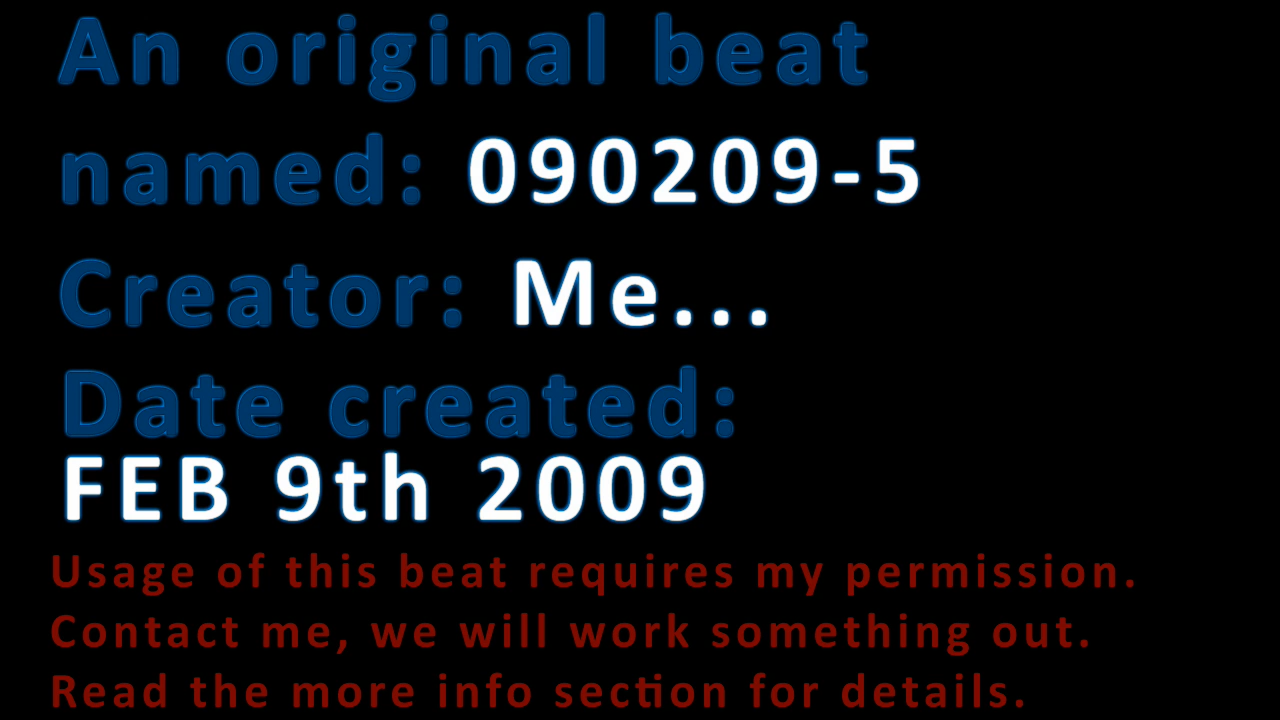 An original beat
named: 090209-5
Creator: Me...
Date created:
FEB 9th 2009
Usage of this beat requires my permission.
Contact me, we will work something out.
Read the more info section for details.